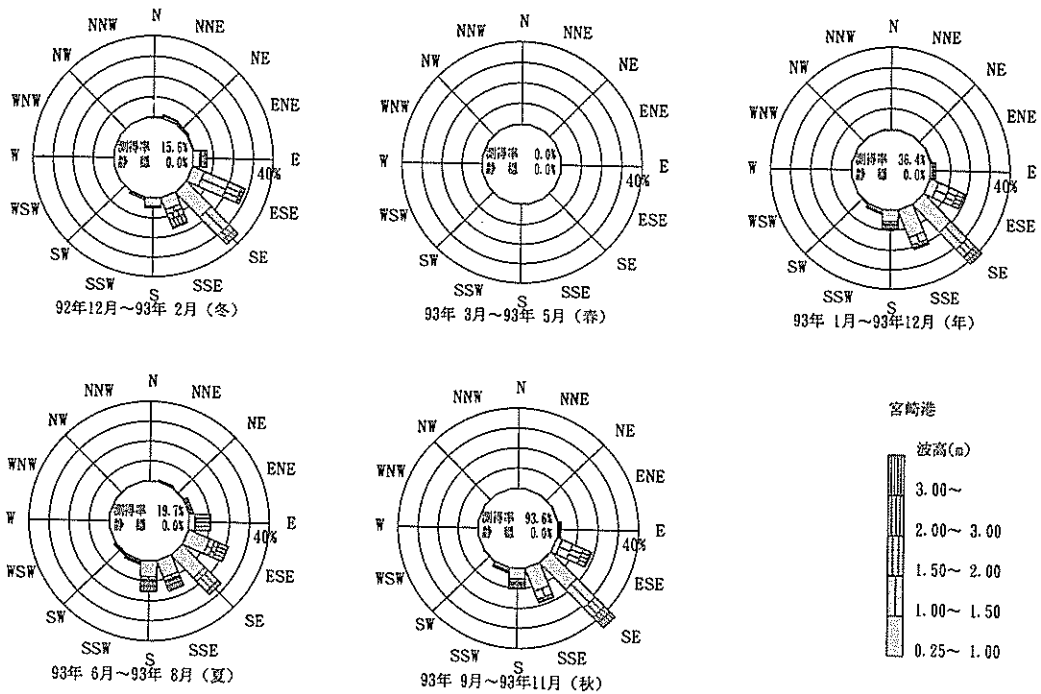 N
NNW NNE
NW NE
WNW ENE
測得率 15.6%
静 穏 0.0%
W E
40%
WSW ESE
SW SE
SSW SSE
S
92年12月～93年 2月（冬）
N
NNW NNE
NW NE
WNW ENE
測得率 0.0%
静 穏 0.0%
W E
40%
WSW ESE
SW SE
SSW SSE
S
93年 3月～93年 5月（春）
N
NNW NNE
NW NE
WNW ENE
測得率 36.4%
静 穏 0.0%
W E
40%
WSW ESE
SW SE
SSW SSE
S
93年 1月～93年12月（年）
N
NNW NNE
NW NE
WNW ENE
測得率 19.7%
静 穏 0.0%
W E
40%
WSW ESE
SW SE
SSW SSE
S
93年 6月～93年 8月（夏）
N
NNW NNE
NW NE
WNW ENE
測得率 93.6%
静 穏 0.0%
W E
40%
WSW ESE
SW SE
SSW SSE
S
93年 9月～93年11月（秋）
宮崎港
波高(m)
3.00～
2.00～ 3.00
1.50～ 2.00
1.00～ 1.50
0.25～ 1.00